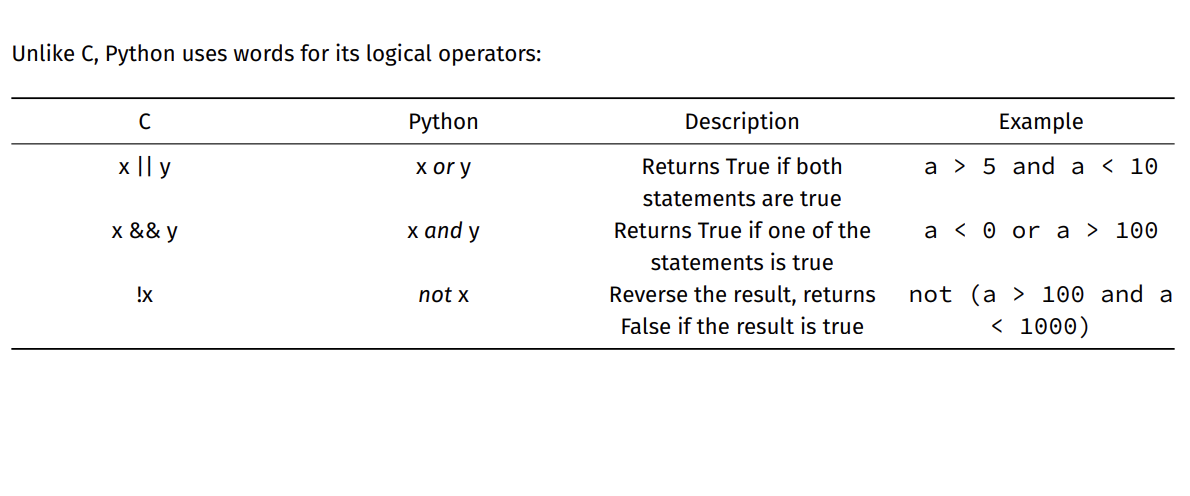 Unlike C, Python uses words for its logical operators:
C Python Description Example
x || y x or y Returns True if both a > 5 and a < 10
statements are true
x && y x and y Returns True if one of the a < 0 or a > 100
statements is true
!x not x Reverse the result, returns not (a > 100 and a
False if the result is true < 1000)